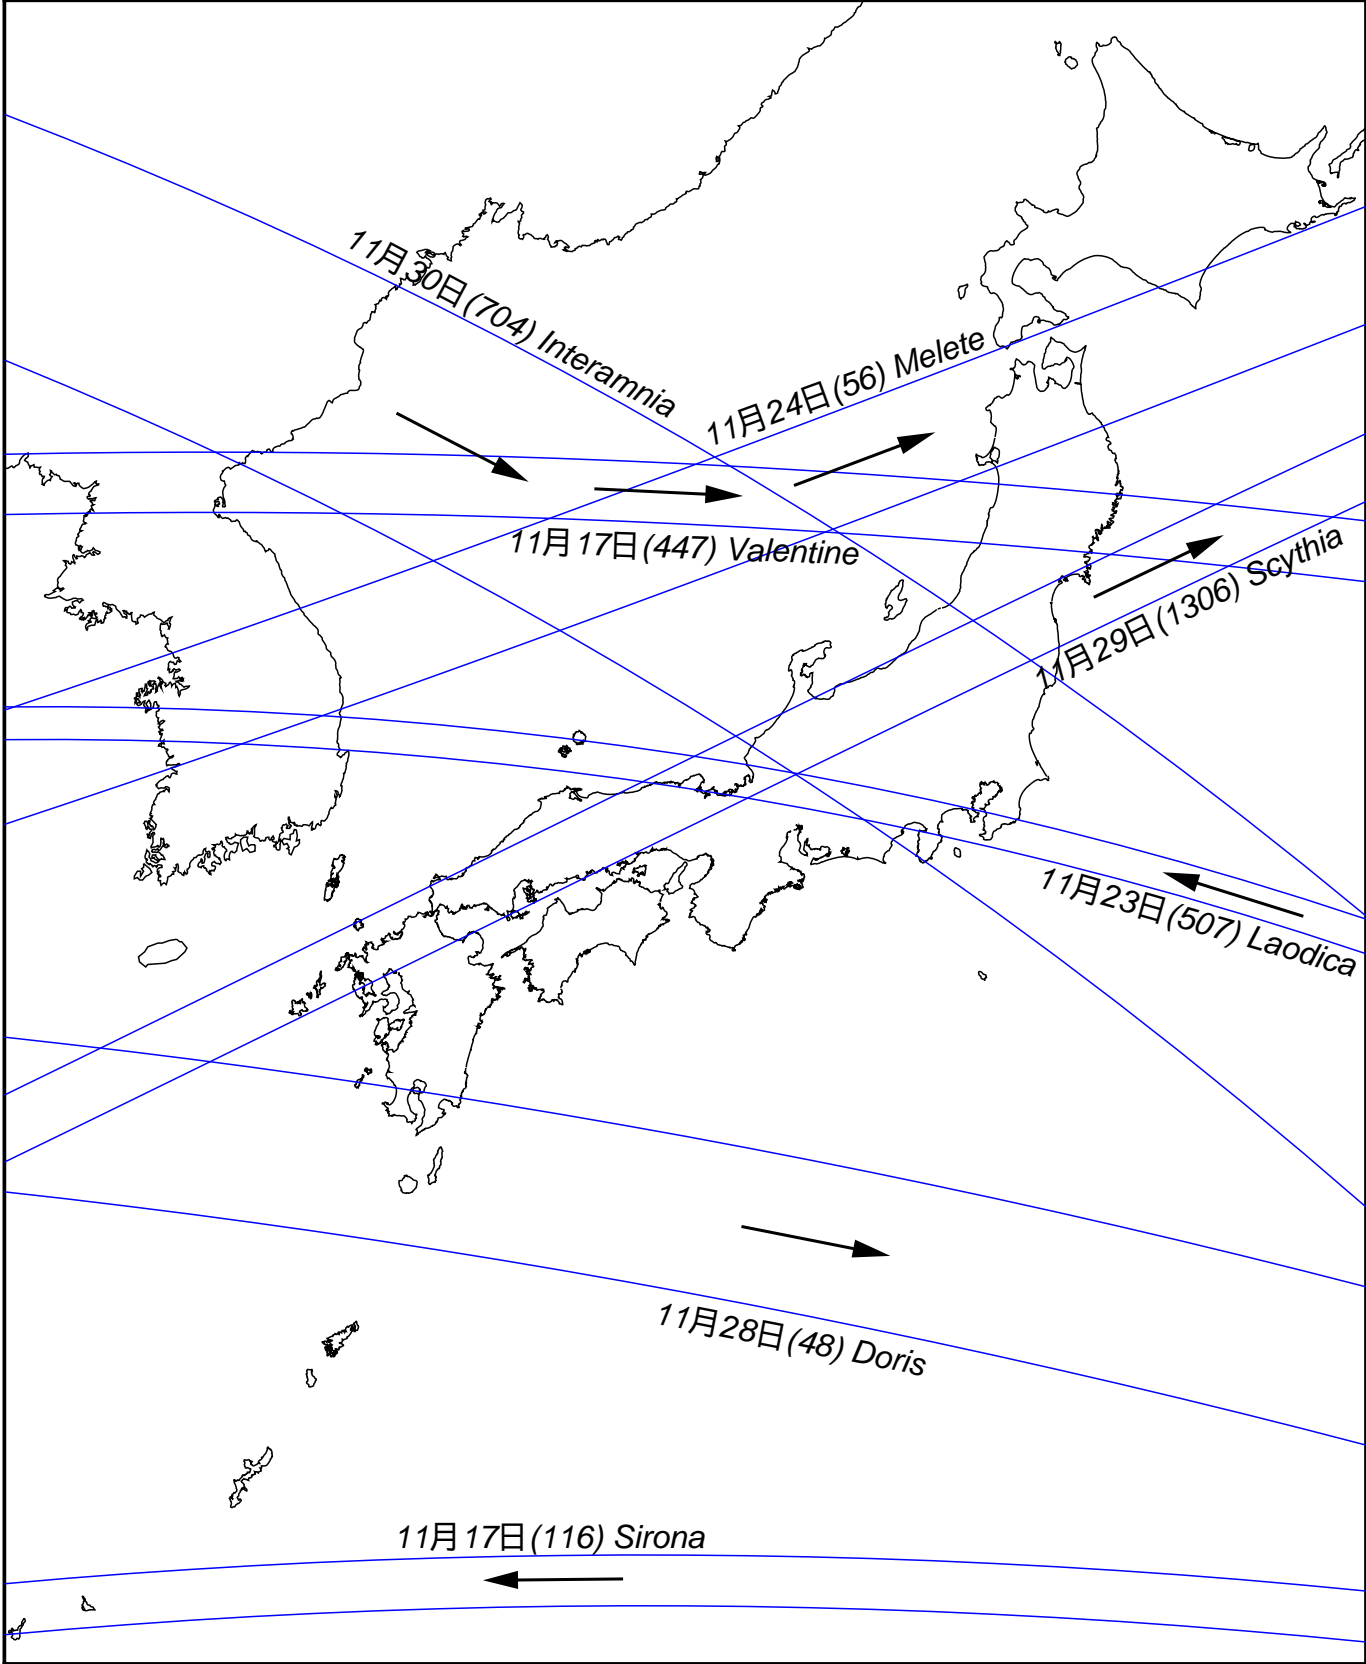 11月30日(704) Interamnia
11月24日(56) Melete
11月17日(447) Valentine
11月29日(1306) Scythia
11月23日(507) Laodica
11月28日(48) Doris
11月17日(116) Sirona